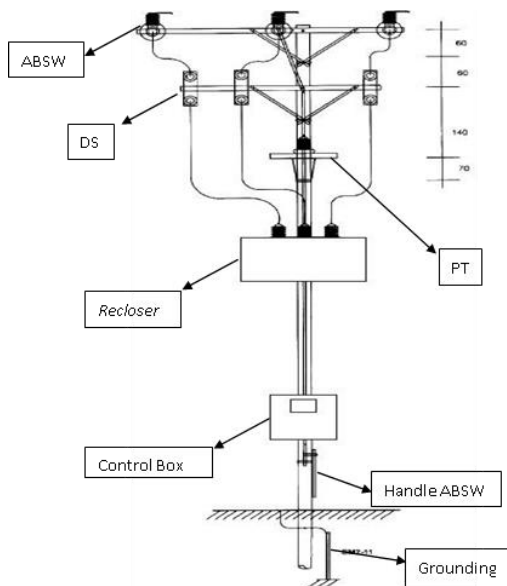 ABSW
60
60
DS
140
70
PT
Recloser
Control Box
Handle ABSW
Grounding